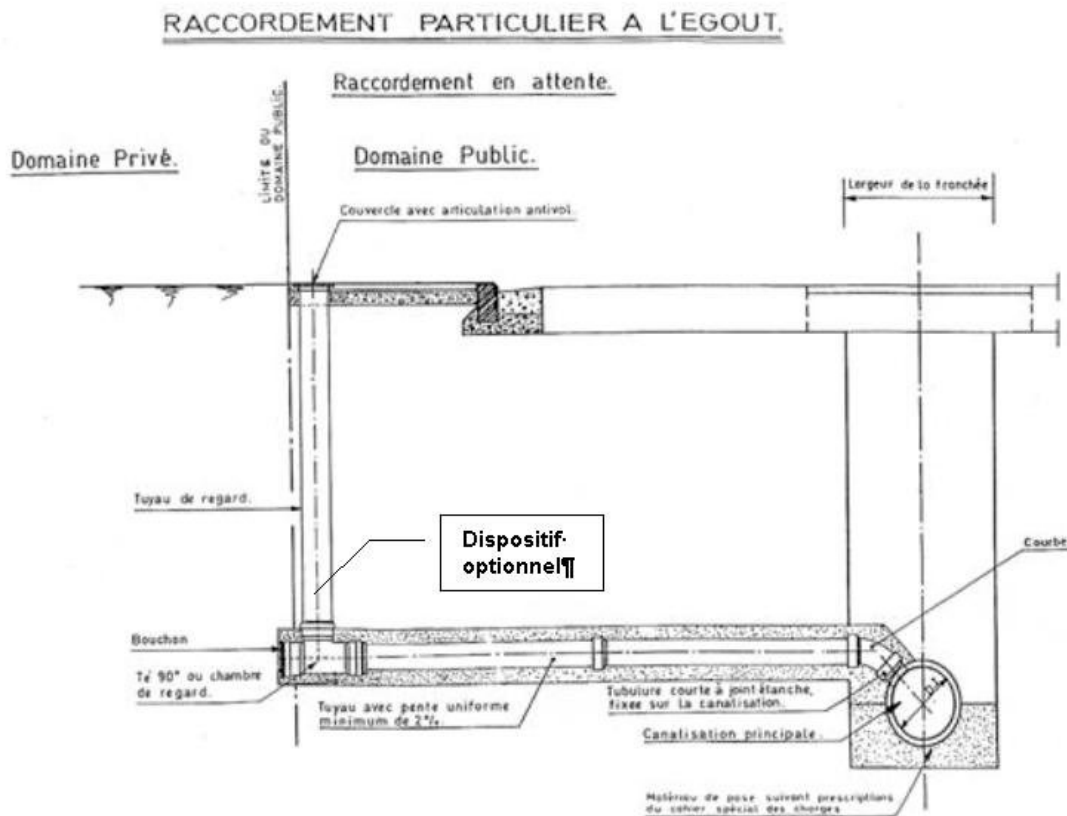 RACCORDEMENT PARTICULIER A L'EGOUT.
Raccordement en attente.
LIMITE DU
DOMAINE PUBLIC.
Domaine Privé.
Domaine Public.
Largeur de la tranchée
Couvercle avec articulation antivol.
Tuyau de regard.
Dispositif·
optionnel¶
Courbe
Bouchon
Té 90° ou chambre
de regard.
Tuyau avec pente uniforme
minimum de 2%.
Tubulure courte à joint étanche,
fixée sur la canalisation.
D.I.
Canalisation principale.
Matériau de pose suivant prescriptions
du cahier spécial des charges